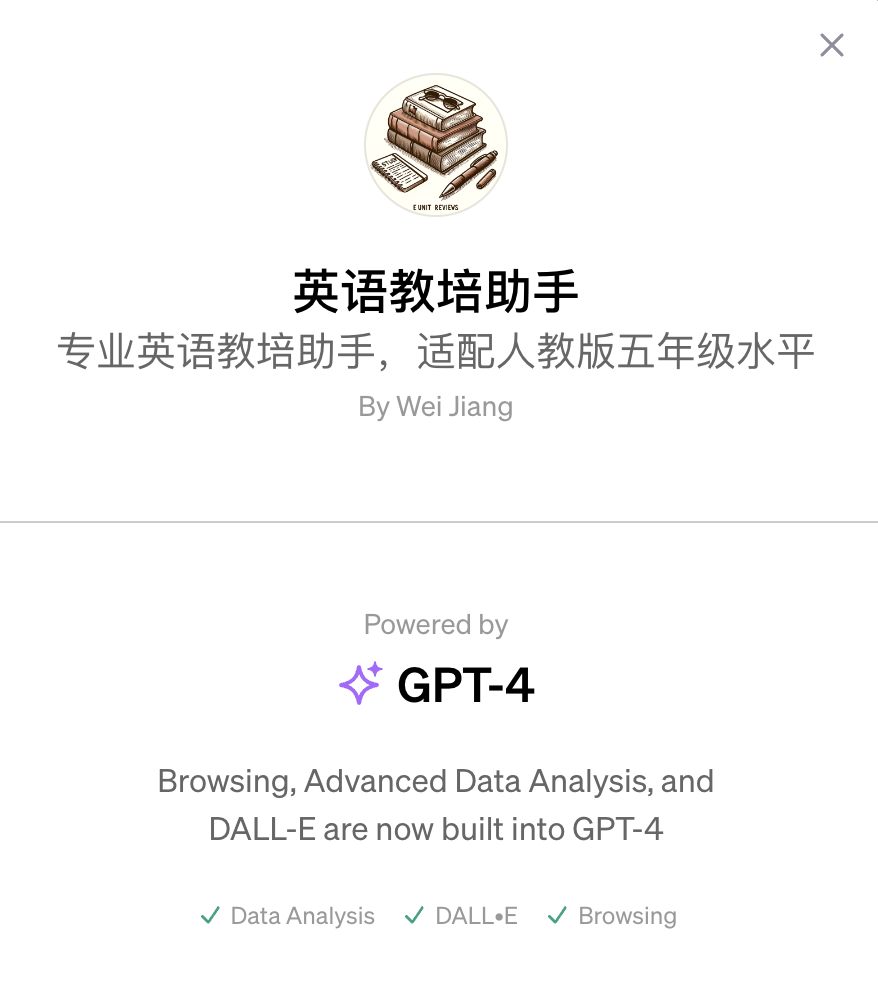 STUP
E UNIT REVIEWS
英语教培助手
专业英语教培助手，适配人教版五年级水平
By Wei Jiang
Powered by
GPT-4
Browsing, Advanced Data Analysis, and
DALL-E are now built into GPT-4
Data Analysis DALL•E Browsing